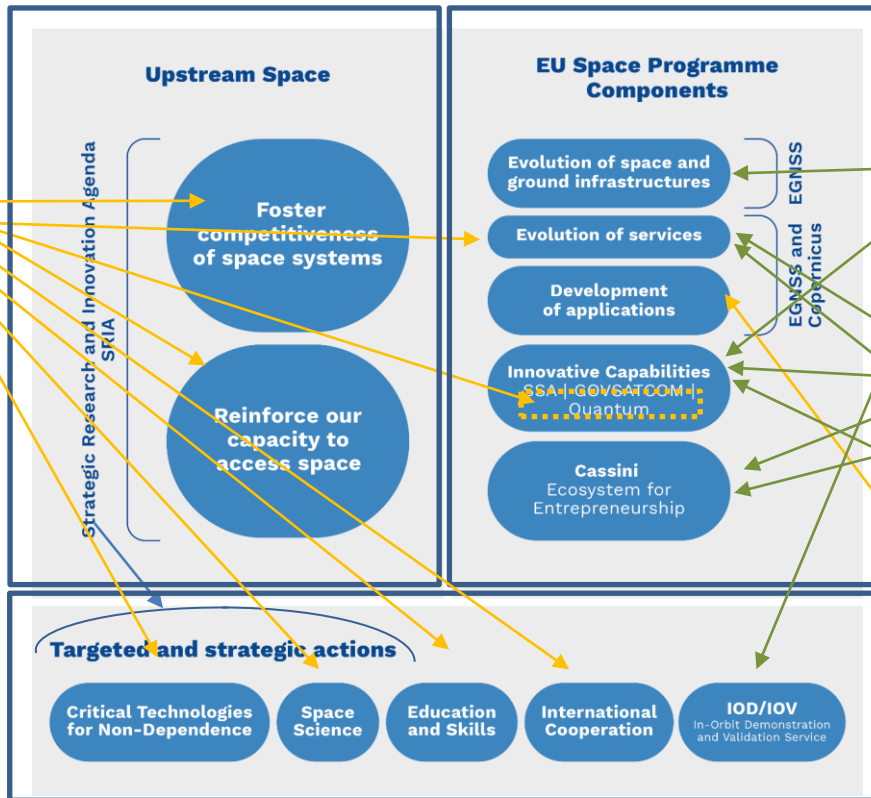 Upstream Space
Strategic Research and Innovation Agenda
SRIA
Foster
competitiveness
of space systems
Reinforce our
capacity to
access space
EU Space Programme
Components
Evolution of space and
ground infrastructures
EGNSS
Evolution of services
Development
of applications
EGNSS and
Copernicus
Innovative Capabilities
SSA | GOVSATCOM |
Quantum
Cassini
Ecosystem for
Entrepreneurship
Targeted and strategic actions
Critical Technologies
for Non-Dependence
Space
Science
Education
and Skills
International
Cooperation
IOD/IOV
In-Orbit Demonstration
and Validation Service